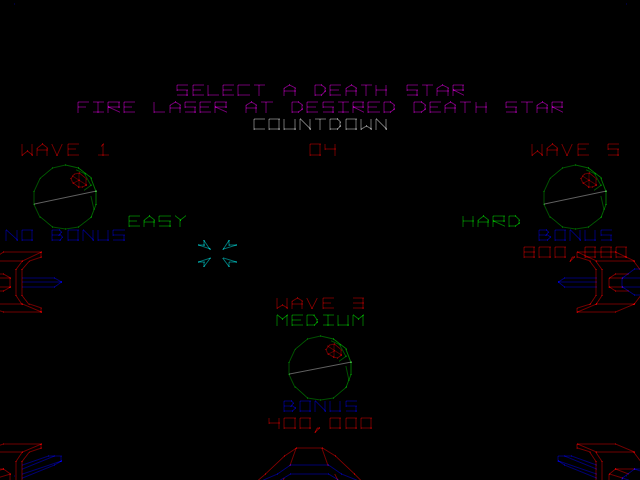 SELECT A DEATH STAR
FIRE LASER AT DESIRED DEATH STAR
COUNTDOWN
WAVE 1
04
WAVE 5
EASY
HARD
NO BONUS
BONUS
800,000
WAVE 3
MEDIUM
BONUS
400,000